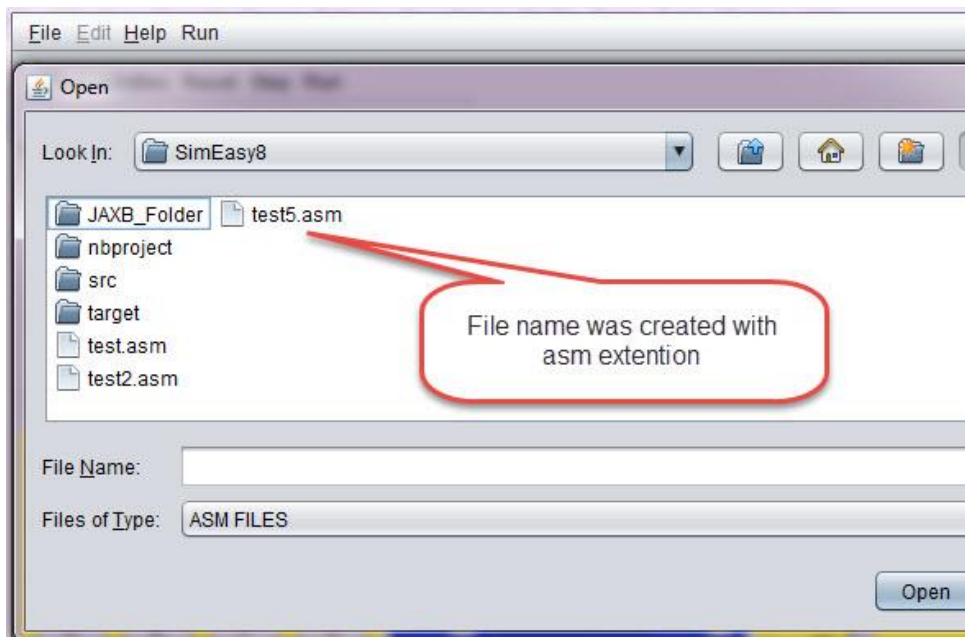 File Edit Help Run
Open
Look In: SimEasy8
JAXB_Folder test5.asm
nbproject
src
target
test.asm
test2.asm
File name was created with
asm extention
File Name:
Files of Type: ASM FILES
Open